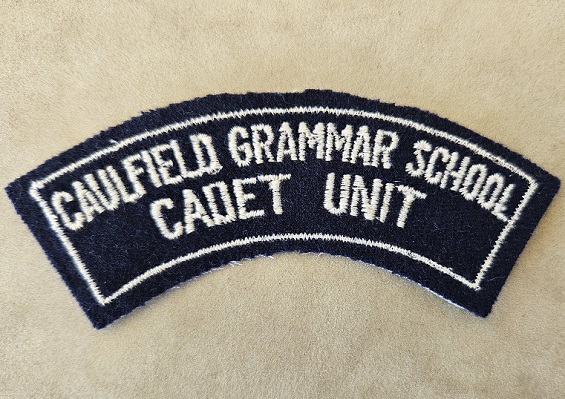 CAULFIELD GRAMMAR SCHOOL
CADET UNIT